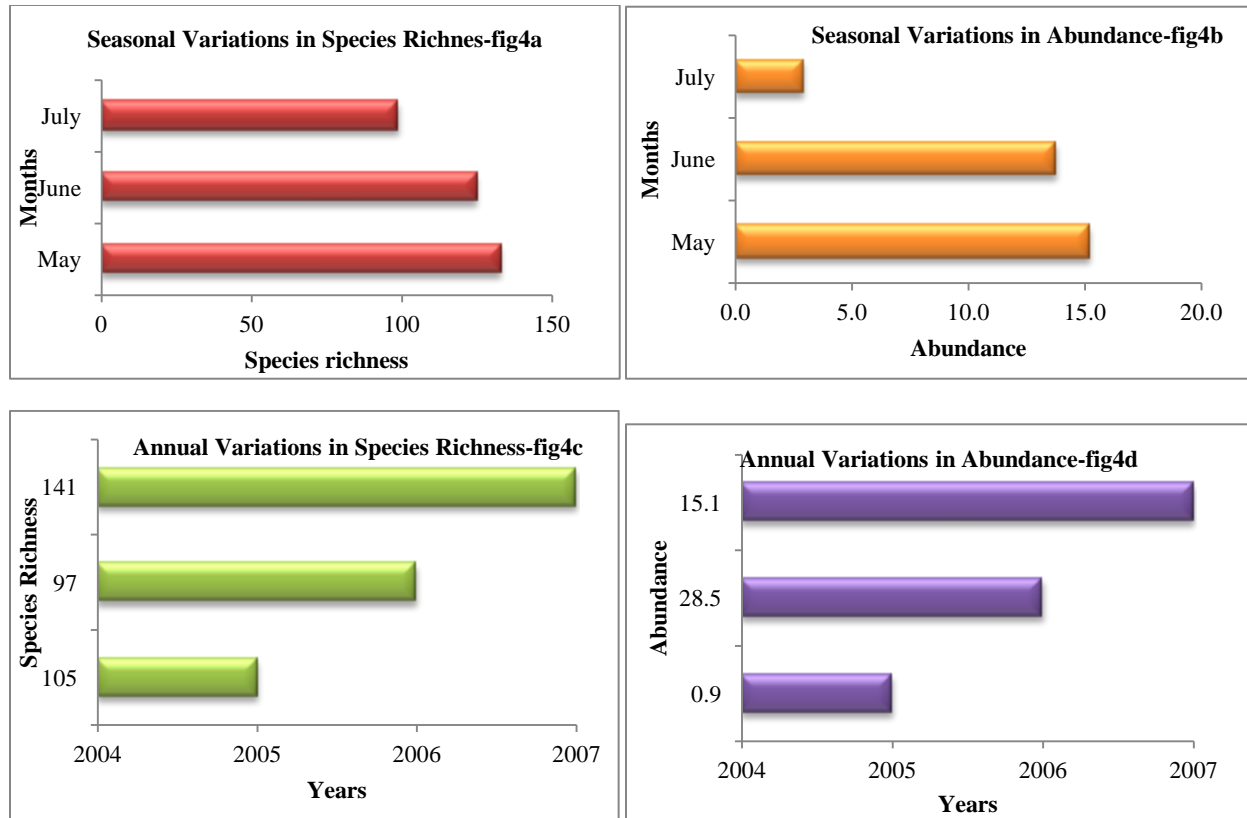 Seasonal Variations in Species Richnes-fig4a
Months
July
June
May
0 50 100 150
Species richness
Seasonal Variations in Abundance-fig4b
Months
July
June
May
0.0 5.0 10.0 15.0 20.0
Abundance
Annual Variations in Species Richness-fig4c
Species Richness
141
97
105
2004 2005 2006 2007
Years
Annual Variations in Abundance-fig4d
Abundance
15.1
28.5
0.9
2004 2005 2006 2007
Years